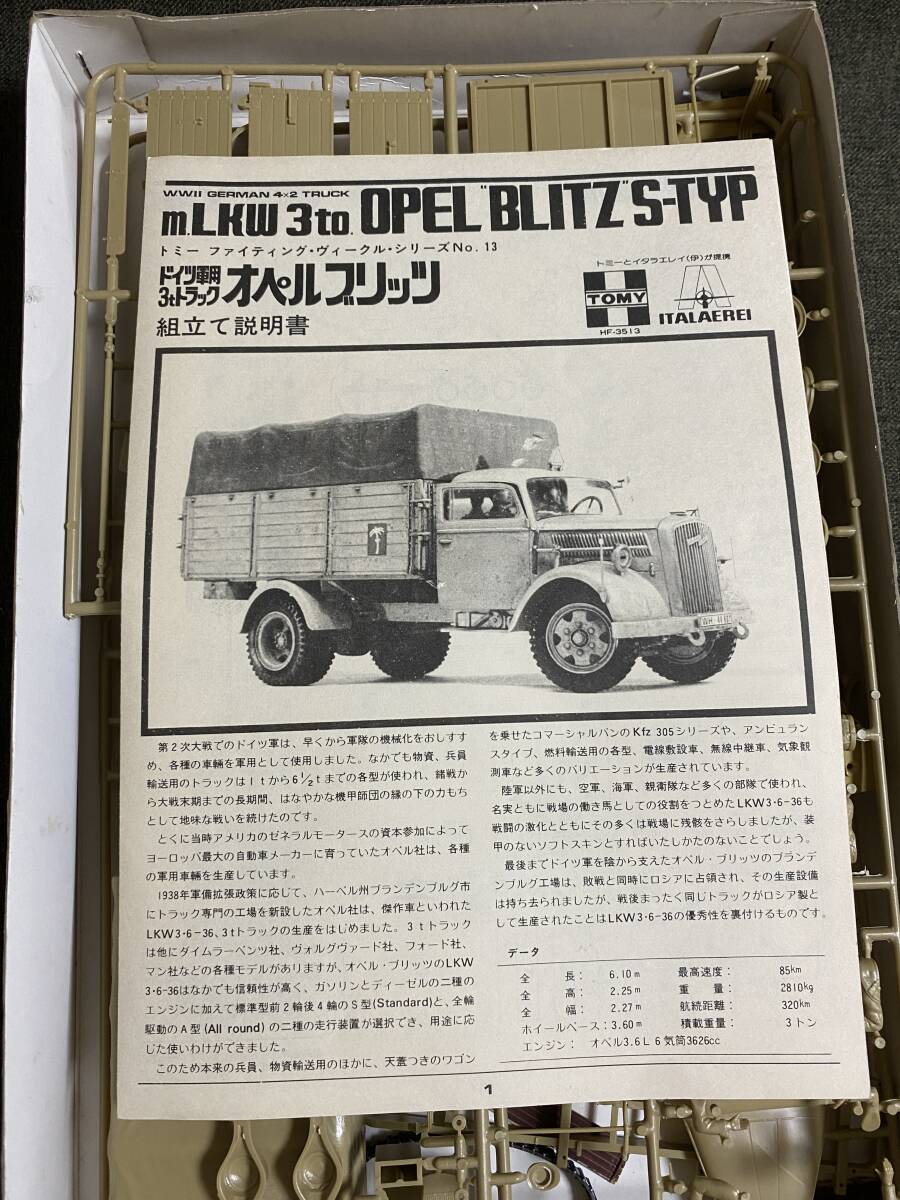 WWII GERMAN 4×2 TRUCK
m.LKW 3to. OPEL"BLITZ"S-TYP
トミー ファイティング・ヴィークル・シリーズNo. 13
ドイツ軍用
3tトラック オペルブリッツ
組立て説明書
トミーとイタラエレイ(伊)が提携
TOMY
HF-3513
ITALAEREI
第2次大戦でのドイツ軍は、早くから軍隊の機械化をおしすす
め、各種の車輛を軍用として使用しました。なかでも物資、兵員
輸送用のトラックは1tから6½tまでの各型が使われ、緒戦か
ら大戦末期までの長期間、はなやかな機甲師団の縁の下の力もち
として地味な戦いを続けたのです。
とくに当時アメリカのゼネラルモータースの資本参加によって
ヨーロッパ最大の自動車メーカーに育っていたオペル社は、各種
の軍用車輛を生産しています。
1938年軍備拡張政策に応じて、ハーベル州ブランデンブルグ市
にトラック専門の工場を新設したオペル社は、傑作車といわれた
LKW3・6-36、3tトラックの生産をはじめました。3tトラック
は他にダイムラーベンツ社、ヴォルグヴァード社、フォード社、
マン社などの各種モデルがありますが、オペル・ブリッツのLKW
3・6-36はなかでも信頼性が高く、ガソリンとディーゼルの二種の
エンジンに加えて標準型前2輪後4輪のS型(Standard)と、全輪
駆動のA型(All round)の二種の走行装置が選択でき、用途に応
じた使いわけができました。
このため本来の兵員、物資輸送用のほかに、天蓋つきのワゴン
を乗せたコマーシャルバンのKfz 305シリーズや、アンビュラン
スタイプ、燃料輸送用の各型、電線敷設車、無線中継車、気象観
測車など多くのバリエーションが生産されています。
陸軍以外にも、空軍、海軍、親衛隊など多くの部隊で使われ、
名実ともに戦場の働き馬としての役割をつとめたLKW3・6-36も
戦闘の激化とともにその多くは戦場に残骸をさらしましたが、装
甲のないソフトスキンとすればいたしかたのないことでしょう。
最後までドイツ軍を陰から支えたオペル・ブリッツのブランデ
ンブルグ工場は、敗戦と同時にロシアに占領され、その生産設備
は持ち去られましたが、戦後まったく同じトラックがロシア製と
して生産されたことはLKW3・6-36の優秀性を裏付けるものです。
データ
全 長： 6.10m 最高速度： 85km
全 高： 2.25m 重 量： 2810kg
全 幅： 2.27m 航続距離： 320km
ホイールベース：3.60m 積載重量： 3トン
エンジン： オペル3.6L 6気筒3626cc
1